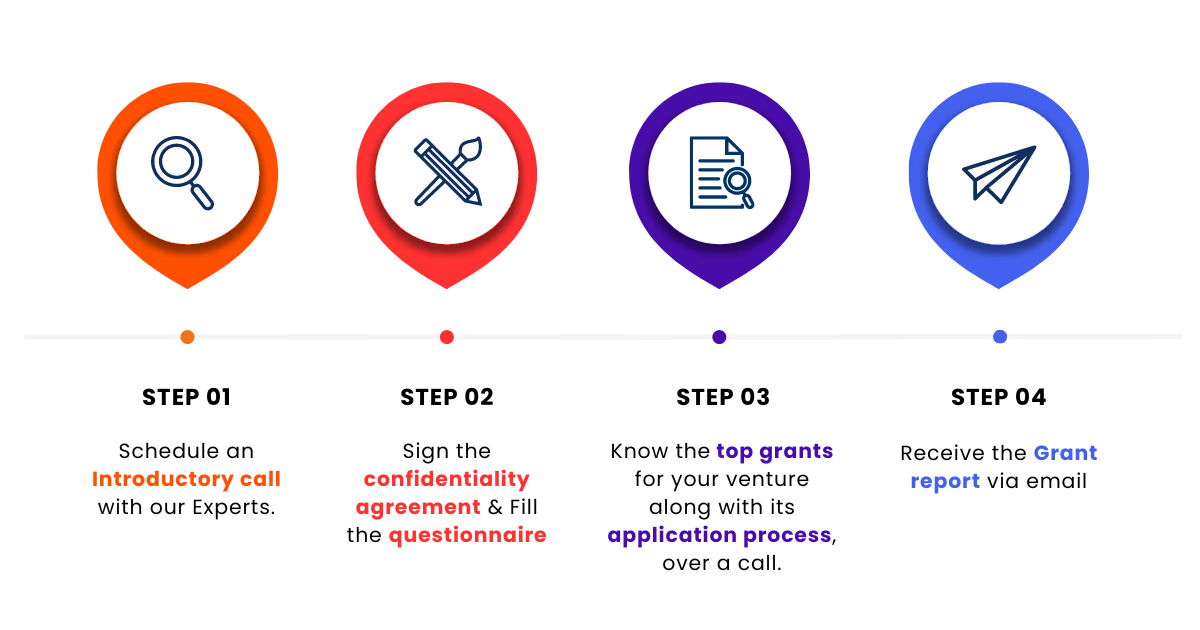 STEP 01
Schedule an
Introductory call
with our Experts.
STEP 02
Sign the
confidentiality
agreement & Fill
the questionnaire
STEP 03
Know the top grants
for your venture
along with its
application process,
over a call.
STEP 04
Receive the Grant
report via email